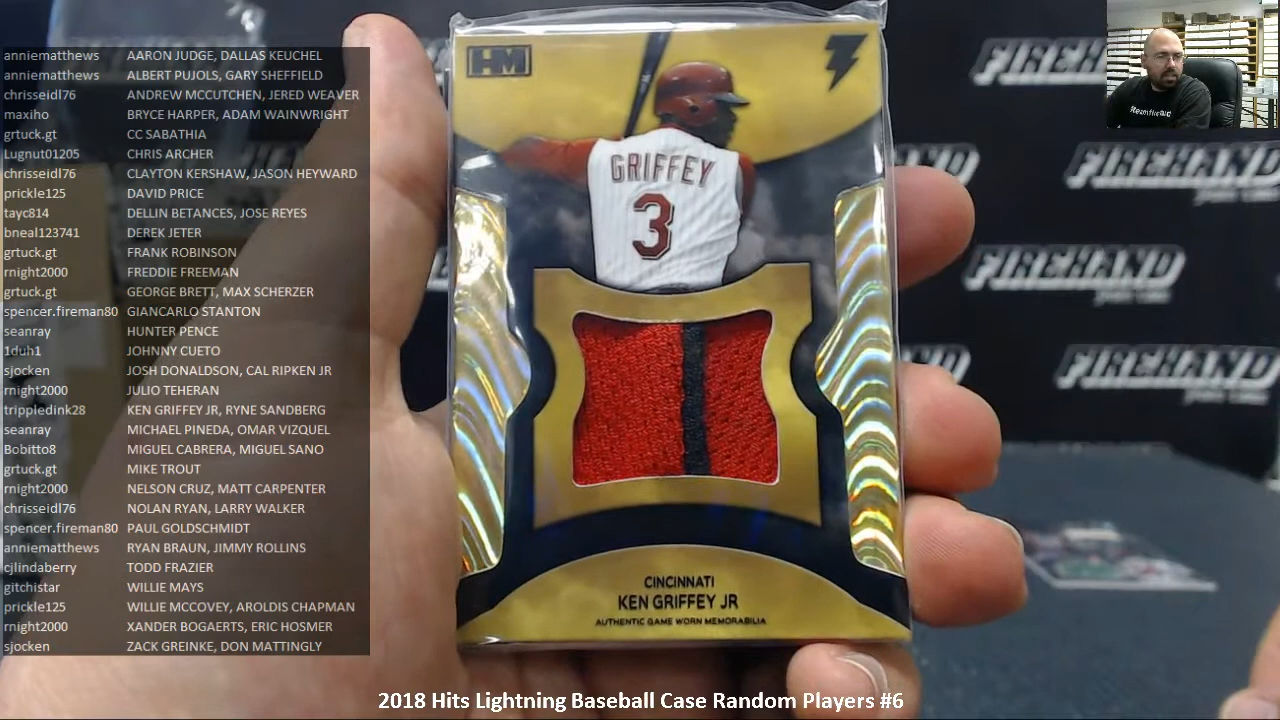 anniematthews AARON JUDGE, DALLAS KEUCHEL
anniematthews ALBERT PUJOLS, GARY SHEFFIELD
chrisseidl76 ANDREW MCCUTCHEN, JERED WEAVER
maxiho BRYCE HARPER, ADAM WAINWRIGHT
grtuck.gt CC SABATHIA
Lugnut01205 CHRIS ARCHER
chrisseidl76 CLAYTON KERSHAW, JASON HEYWARD
prickle125 DAVID PRICE
tayc814 DELLIN BETANCES, JOSE REYES
bneal123741 DEREK JETER
grtuck.gt FRANK ROBINSON
rnight2000 FREDDIE FREEMAN
grtuck.gt GEORGE BRETT, MAX SCHERZER
spencer.fireman80 GIANCARLO STANTON
seanray HUNTER PENCE
1duh1 JOHNNY CUETO
sjocken JOSH DONALDSON, CAL RIPKEN JR
rnight2000 JULIO TEHERAN
trippledink28 KEN GRIFFEY JR, RYNE SANDBERG
seanray MICHAEL PINEDA, OMAR VIZQUEL
Bobitto8 MIGUEL CABRERA, MIGUEL SANO
grtuck.gt MIKE TROUT
rnight2000 NELSON CRUZ, MATT CARPENTER
chrisseidl76 NOLAN RYAN, LARRY WALKER
spencer.fireman80 PAUL GOLDSCHMIDT
anniematthews RYAN BRAUN, JIMMY ROLLINS
cjlindaberry TODD FRAZIER
gitchistar WILLIE MAYS
prickle125 WILLIE MCCOVEY, AROLDIS CHAPMAN
rnight2000 XANDER BOGAERTS, ERIC HOSMER
sjocken ZACK GREINKE, DON MATTINGLY
HM
GRIFFEY
3
CINCINNATI
KEN GRIFFEY JR
AUTHENTIC GAME WORN MEMORABILIA
FIREHAND
FIREHAND
FIREHAND
FIREHAND
2018 Hits Lightning Baseball Case Random Players #6